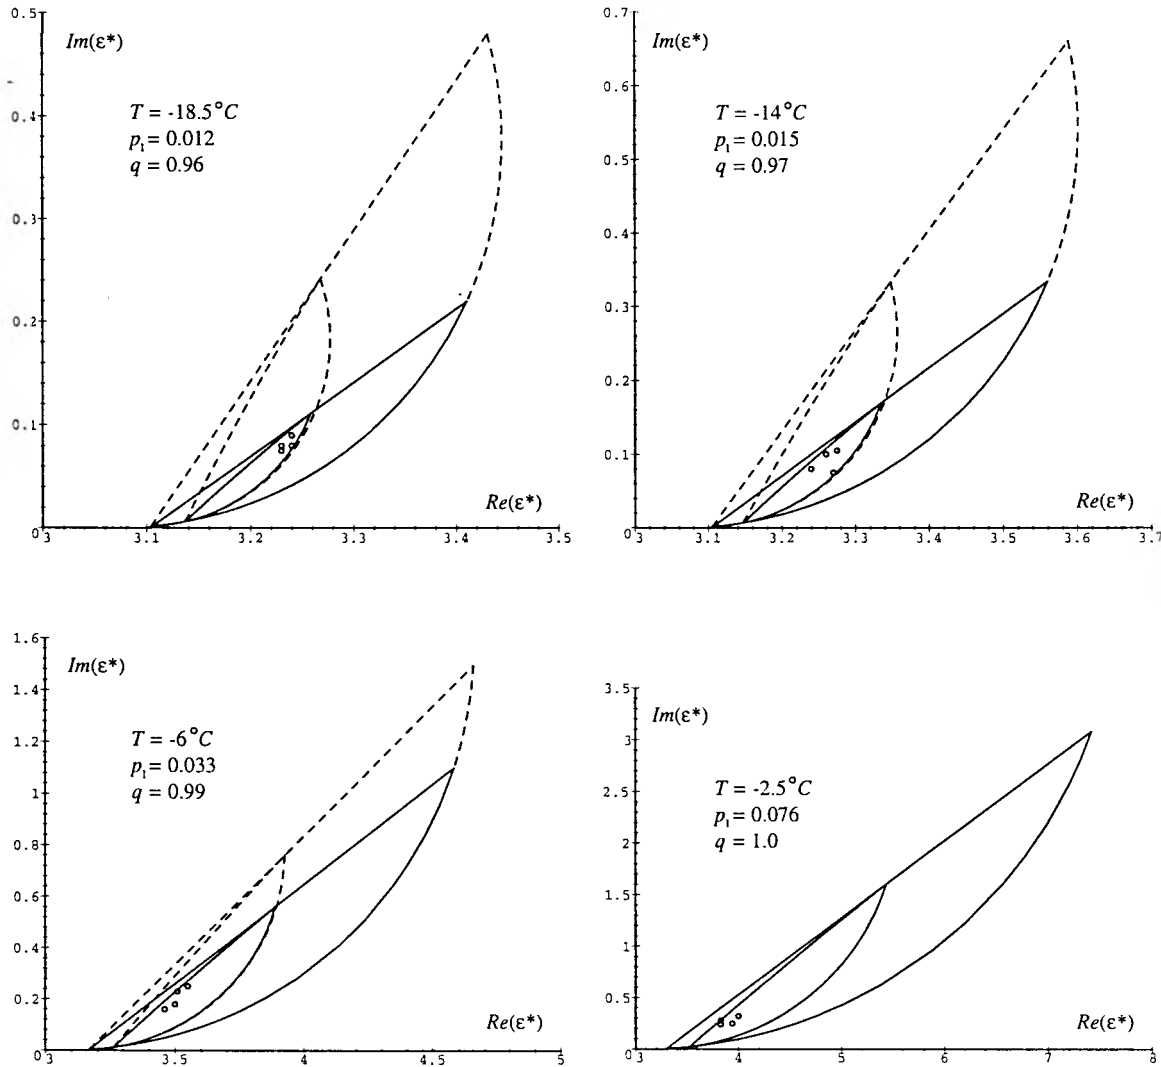 0.5
Im(ε*)
T = -18.5°C
p₁= 0.012
q = 0.96
0.4
0.3
0.2
0.1
0
Re(ε*)
3 3.1 3.2 3.3 3.4 3.5
0.7
Im(ε*)
0.6
T = -14°C
p₁= 0.015
q = 0.97
0.5
0.4
0.3
0.2
0.1
0
Re(ε*)
3 3.1 3.2 3.3 3.4 3.5 3.6 3.7
1.6
Im(ε*)
1.4
T = -6°C
p₁= 0.033
q = 0.99
1.2
1
0.8
0.6
0.4
0.2
0
Re(ε*)
3 3.5 4 4.5 5
3.5
Im(ε*)
3
T = -2.5°C
p₁= 0.076
q = 1.0
2.5
2
1.5
1
0.5
0
Re(ε*)
3 4 5 6 7 8